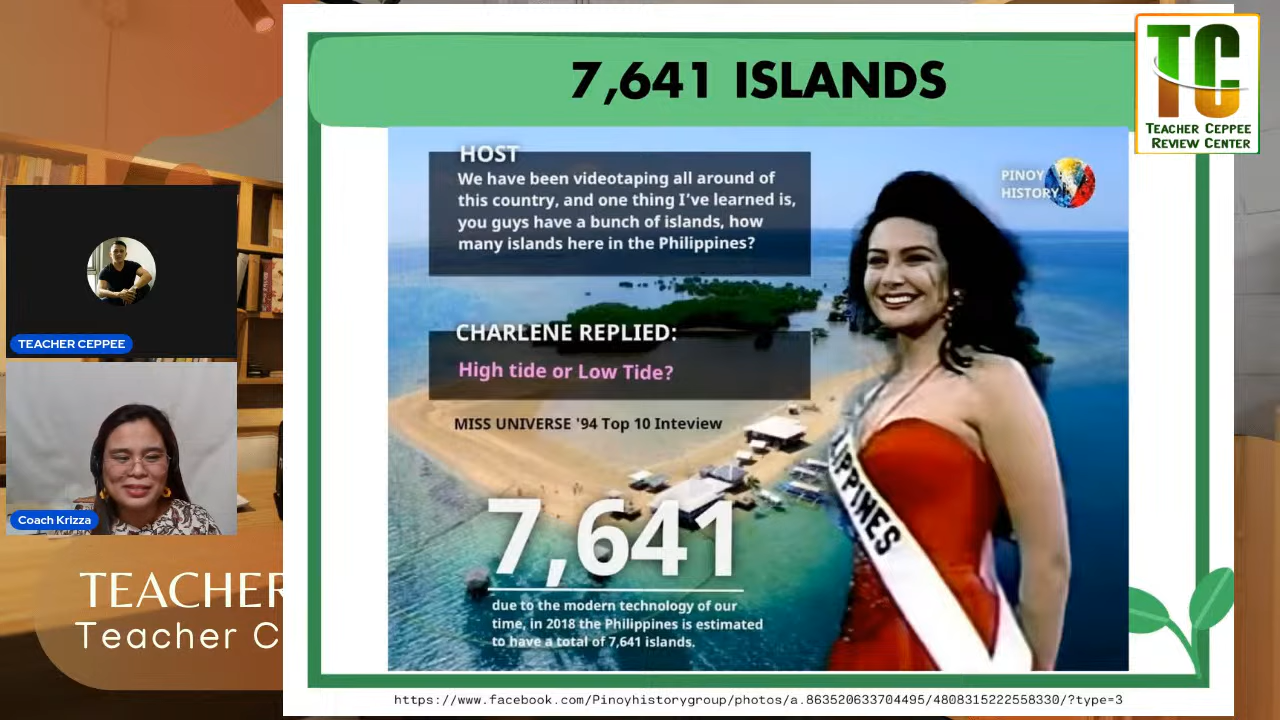 7,641 ISLANDS
TC
TEACHER CEPPEE
REVIEW CENTER
HOST
We have been videotaping all around of
this country, and one thing I've learned is,
you guys have a bunch of islands, how
many islands here in the Philippines?
PINOY
HISTORY
CHARLENE REPLIED:
High tide or Low Tide?
MISS UNIVERSE '94 Top 10 Inteview
7,641
due to the modern technology of our
time, in 2018 the Philippines is estimated
to have a total of 7,641 islands.
IPPINES
TEACHER CEPPEE
Coach Krizza
TEACHER
Teacher C
https://www.facebook.com/Pinoyhistorygroup/photos/a.863520633704495/4808315222558330/?type=3